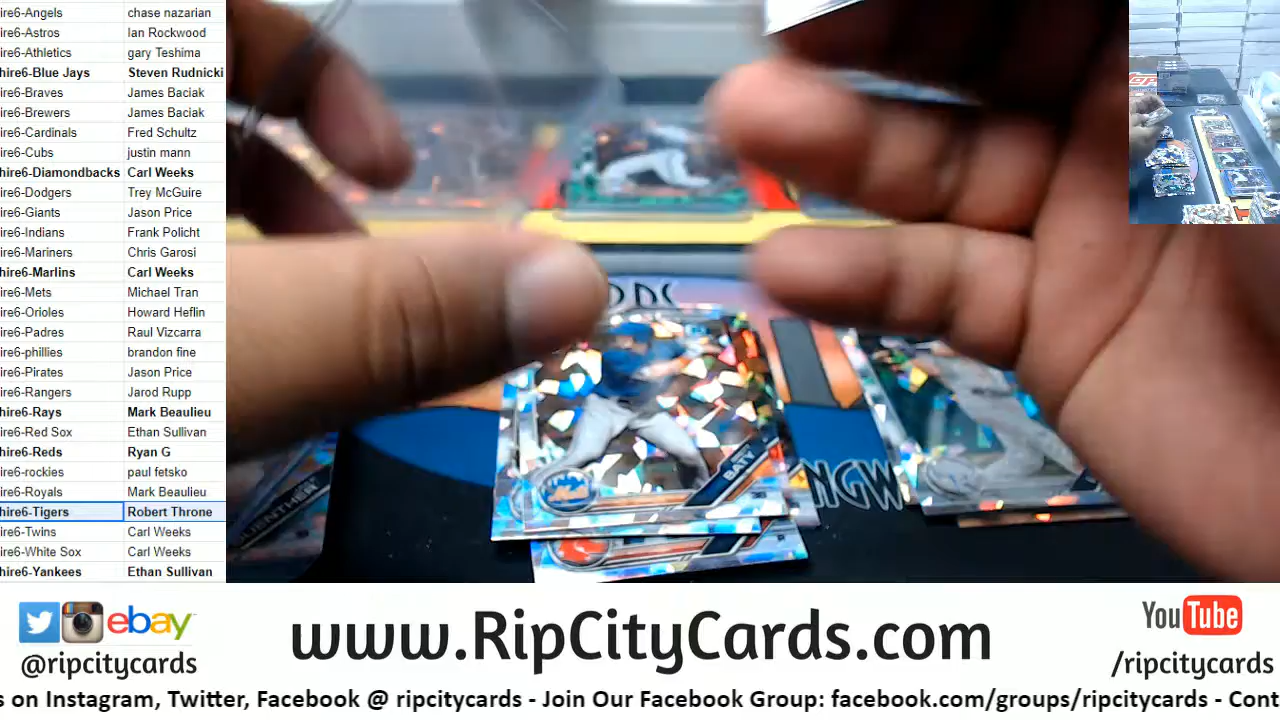 ire6-Angels chase nazarian
ire6-Astros Ian Rockwood
ire6-Athletics gary Teshima
hire6-Blue Jays Steven Rudnicki
ire6-Braves James Baciak
ire6-Brewers James Baciak
ire6-Cardinals Fred Schultz
ire6-Cubs justin mann
hire6-Diamondbacks Carl Weeks
ire6-Dodgers Trey McGuire
ire6-Giants Jason Price
ire6-Indians Frank Policht
ire6-Mariners Chris Garosi
hire6-Marlins Carl Weeks
ire6-Mets Michael Tran
ire6-Orioles Howard Heflin
ire6-Padres Raul Vizcarra
ire6-phillies brandon fine
ire6-Pirates Jason Price
ire6-Rangers Jarod Rupp
hire6-Rays Mark Beaulieu
ire6-Red Sox Ethan Sullivan
hire6-Reds Ryan G
ire6-rockies paul fetsko
ire6-Royals Mark Beaulieu
hire6-Tigers Robert Throne
ire6-Twins Carl Weeks
ire6-White Sox Carl Weeks
hire6-Yankees Ethan Sullivan
BATY
Mets
NGW
ebay
@ripcitycards
www.RipCityCards.com
YouTube
/ripcitycards
s on Instagram, Twitter, Facebook @ ripcitycards - Join Our Facebook Group: facebook.com/groups/ripcitycards - Cont